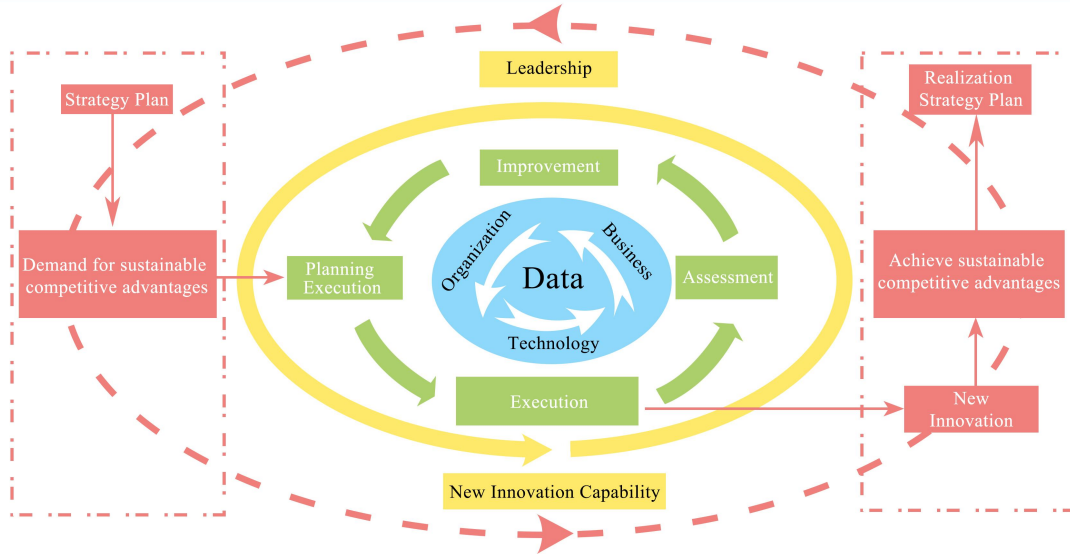 Leadership
Strategy Plan
Realization
Strategy Plan
Improvement
Organization
Business
Demand for sustainable
competitive advantages
Planning
Execution
Data
Assessment
Achieve sustainable
competitive advantages
Technology
Execution
New
Innovation
New Innovation Capability